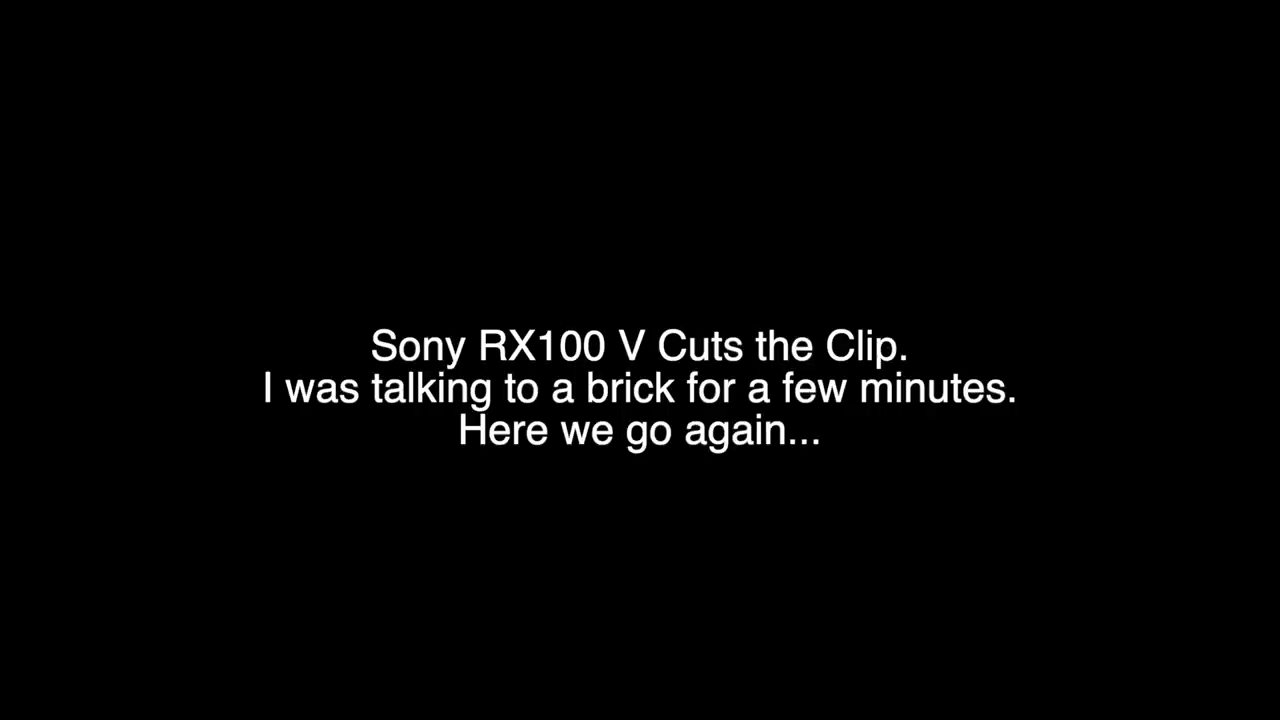 Sony RX100 V Cuts the Clip.
I was talking to a brick for a few minutes.
Here we go again...